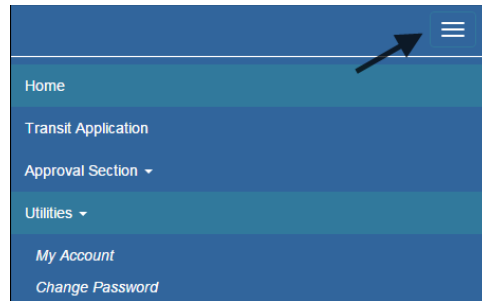 Home
Transit Application
Approval Section
Utilities
My Account
Change Password